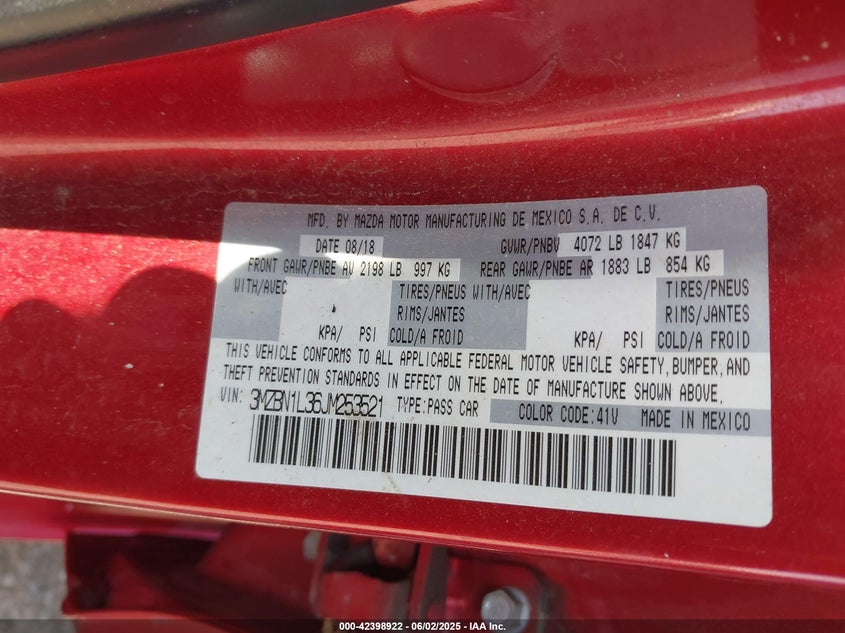 MFD. BY MAZDA MOTOR MANUFACTURING DE MEXICO S.A. DE C.V.
DATE 08/18 GVWR/PNBV 4072 LB 1847 KG
FRONT GAWR/PNBE AV 2198 LB 997 KG REAR GAWR/PNBE AR 1883 LB 854 KG
WITH/AVEC TIRES/PNEUS WITH/AVEC TIRES/PNEUS
RIMS/JANTES RIMS/JANTES
KPA/ PSI COLD/A FROID KPA/ PSI COLD/A FROID
THIS VEHICLE CONFORMS TO ALL APPLICABLE FEDERAL MOTOR VEHICLE SAFETY, BUMPER, AND
THEFT PREVENTION STANDARDS IN EFFECT ON THE DATE OF MANUFACTURE SHOWN ABOVE.
VIN: 3MZBN1L36JM253521 TYPE:PASS CAR COLOR CODE:41V MADE IN MEXICO
000-42398922 - 06/02/2025 - IAA Inc.